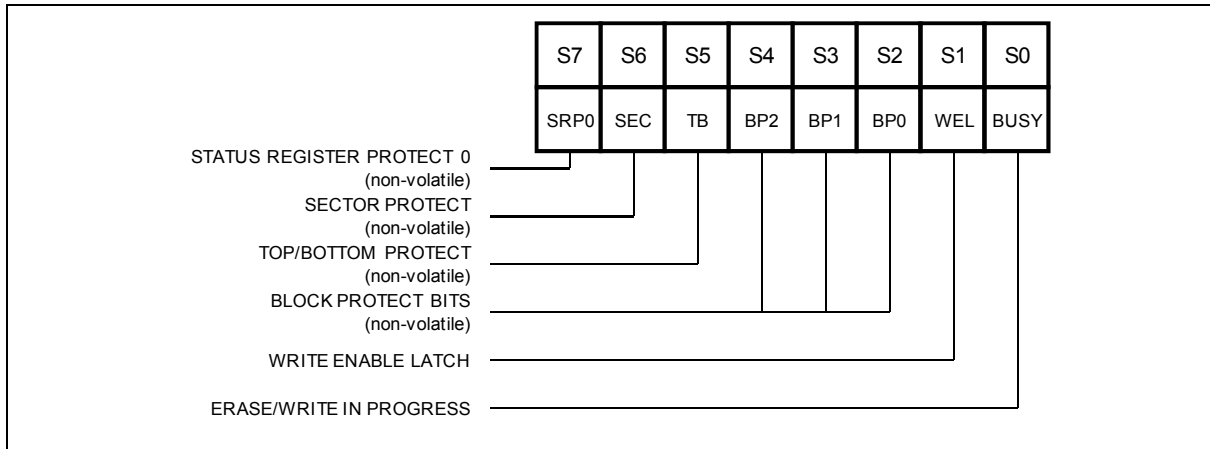 S7 S6 S5 S4 S3 S2 S1 S0
SRP0 SEC TB BP2 BP1 BP0 WEL BUSY
STATUS REGISTER PROTECT 0
(non-volatile)
SECTOR PROTECT
(non-volatile)
TOP/BOTTOM PROTECT
(non-volatile)
BLOCK PROTECT BITS
(non-volatile)
WRITE ENABLE LATCH
ERASE/WRITE IN PROGRESS